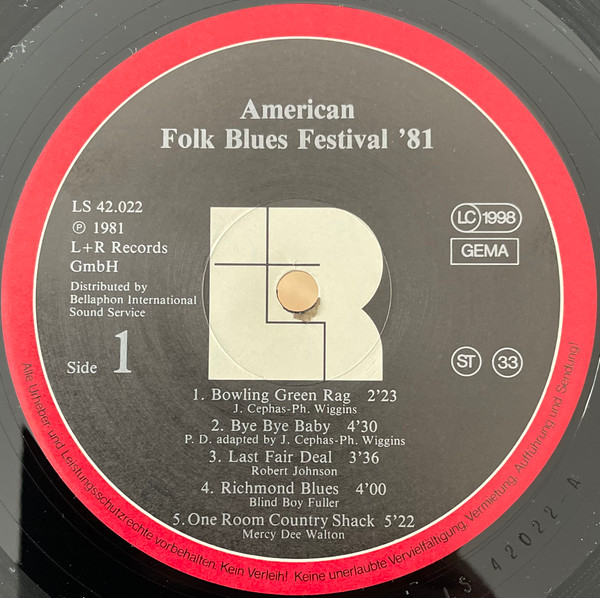 American
Folk Blues Festival '81
LS 42.022
℗ 1981
L+R Records
GmbH
Distributed by
Bellaphon International
Sound Service
Side 1
LC 1998
GEMA
LR
ST 33
1. Bowling Green Rag 2'23
J. Cephas-Ph. Wiggins
2. Bye Bye Baby 4'30
P. D. adapted by J. Cephas-Ph. Wiggins
3. Last Fair Deal 3'36
Robert Johnson
4. Richmond Blues 4'00
Blind Boy Fuller
5. One Room Country Shack 5'22
Mercy Dee Walton
Alle Urheber und Leistungsschutzrechte vorbehalten. Kein Verleih! Keine unerlaubte Vervielfältigung, Vermietung, Aufführung und Sendung!
LS 42022-A